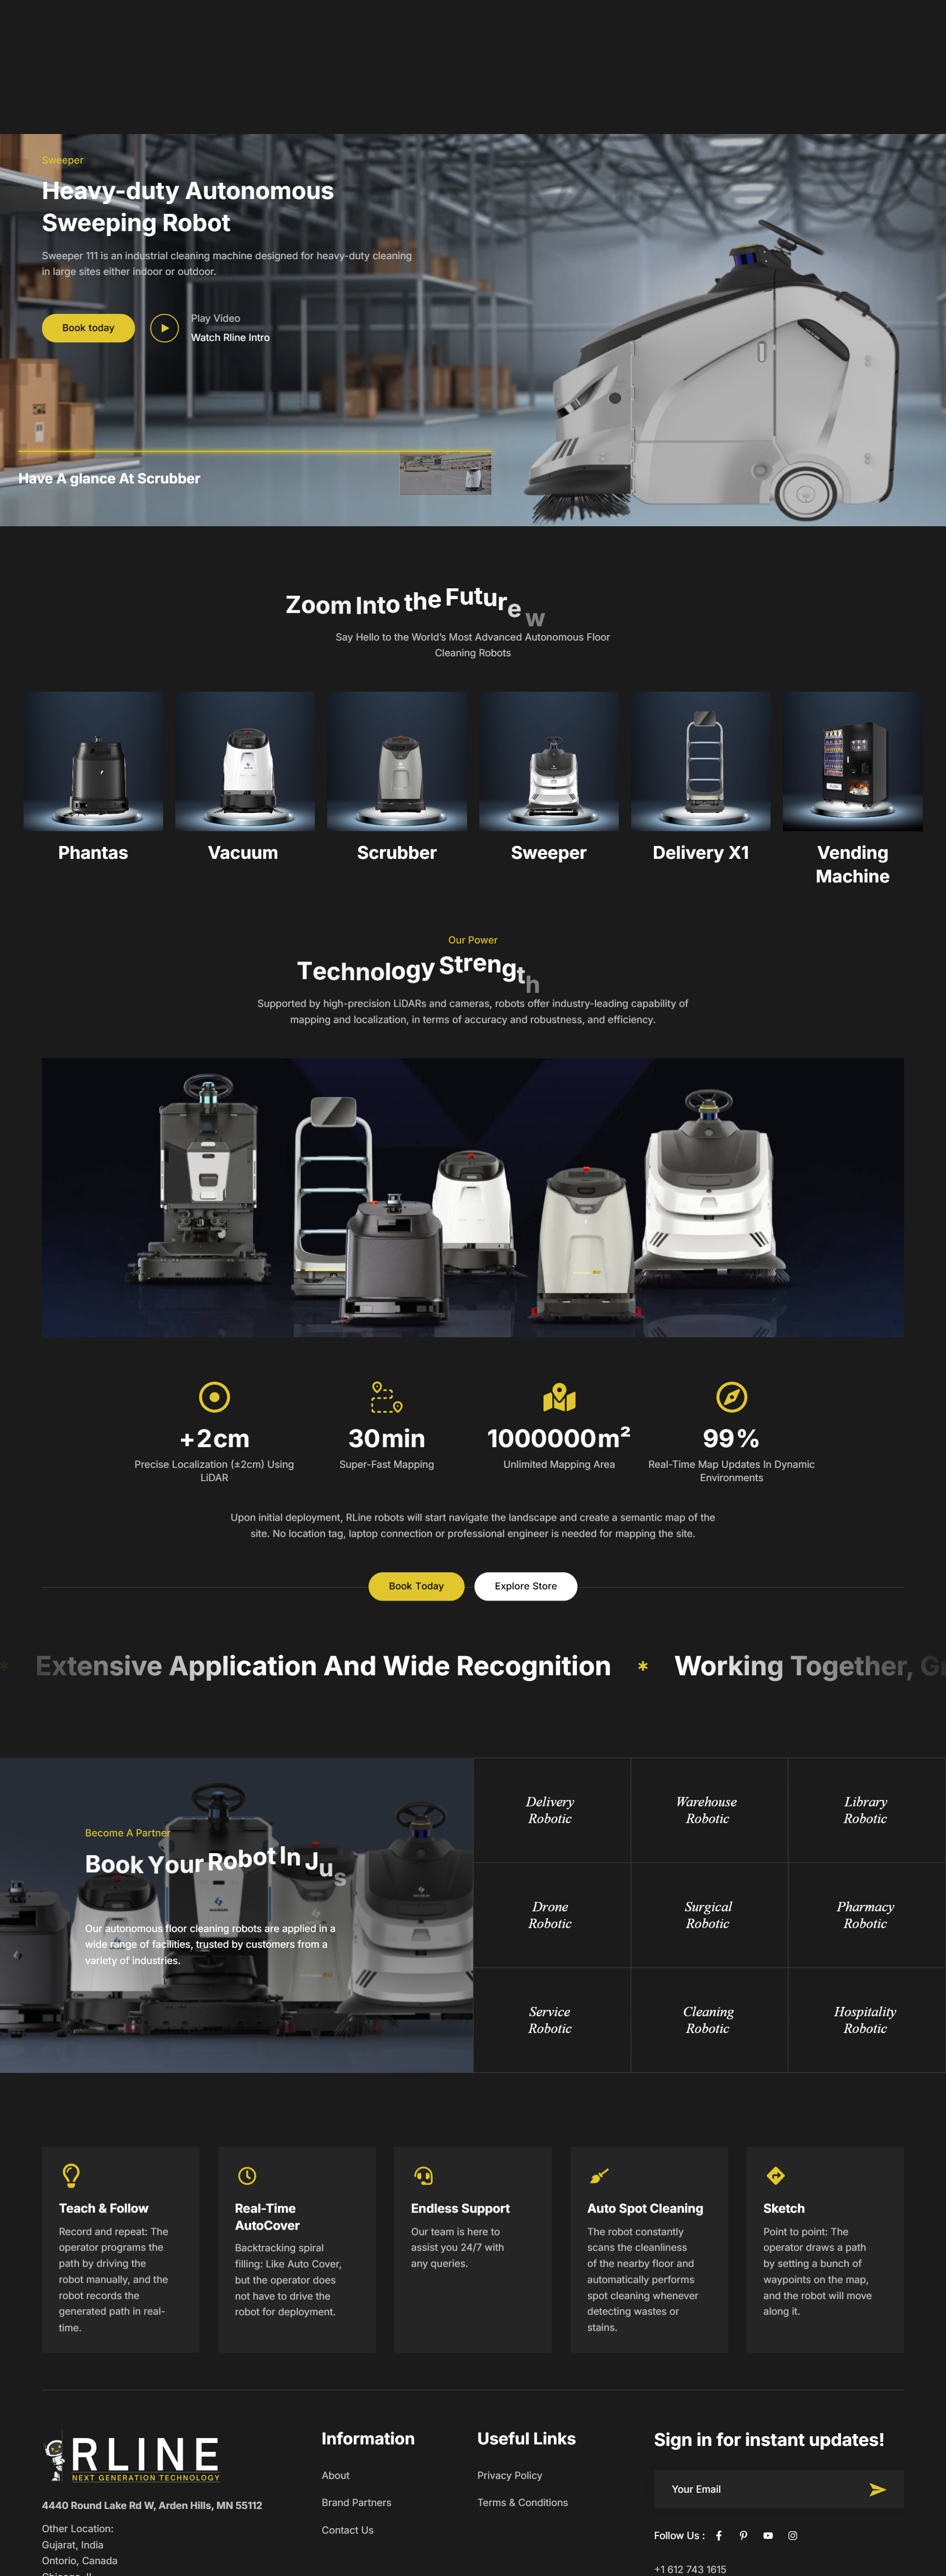 Sweeper
Heavy-duty Autonomous
Sweeping Robot
Sweeper 111 is an industrial cleaning machine designed for heavy-duty cleaning
in large sites either indoor or outdoor.
Book today
Play Video
Watch Rline Intro
Have A glance At Scrubber
Zoom Into the Future w
Say Hello to the World's Most Advanced Autonomous Floor
Cleaning Robots
Phantas
Vacuum
Scrubber
Sweeper
Delivery X1
Vending
Machine
Our Power
Technology Strength
Supported by high-precision LiDARs and cameras, robots offer industry-leading capability of
mapping and localization, in terms of accuracy and robustness, and efficiency.
+2cm
Precise Localization (±2cm) Using
LiDAR
30min
Super-Fast Mapping
1000000m²
Unlimited Mapping Area
99%
Real-Time Map Updates In Dynamic
Environments
Upon initial deployment, RLine robots will start navigate the landscape and create a semantic map of the
site. No location tag, laptop connection or professional engineer is needed for mapping the site.
Book Today
Explore Store
* Extensive Application And Wide Recognition * Working Together, Gr
Become A Partner
Book Your Robot In Jus
Our autonomous floor cleaning robots are applied in a
wide range of facilities, trusted by customers from a
variety of industries.
Delivery
Robotic
Warehouse
Robotic
Library
Robotic
Drone
Robotic
Surgical
Robotic
Pharmacy
Robotic
Service
Robotic
Cleaning
Robotic
Hospitality
Robotic
Teach & Follow
Record and repeat: The
operator programs the
path by driving the
robot manually, and the
robot records the
generated path in real-
time.
Real-Time
AutoCover
Backtracking spiral
filling: Like Auto Cover,
but the operator does
not have to drive the
robot for deployment.
Endless Support
Our team is here to
assist you 24/7 with
any queries.
Auto Spot Cleaning
The robot constantly
scans the cleanliness
of the nearby floor and
automatically performs
spot cleaning whenever
detecting wastes or
stains.
Sketch
Point to point: The
operator draws a path
by setting a bunch of
waypoints on the map,
and the robot will move
along it.
RLINE
NEXT GENERATION TECHNOLOGY
4440 Round Lake Rd W, Arden Hills, MN 55112
Other Location:
Gujarat, India
Ontorio, Canada
Chicago, IL
Information
About
Brand Partners
Contact Us
Useful Links
Privacy Policy
Terms & Conditions
Sign in for instant updates!
Your Email
Follow Us :
+1 612 743 1615